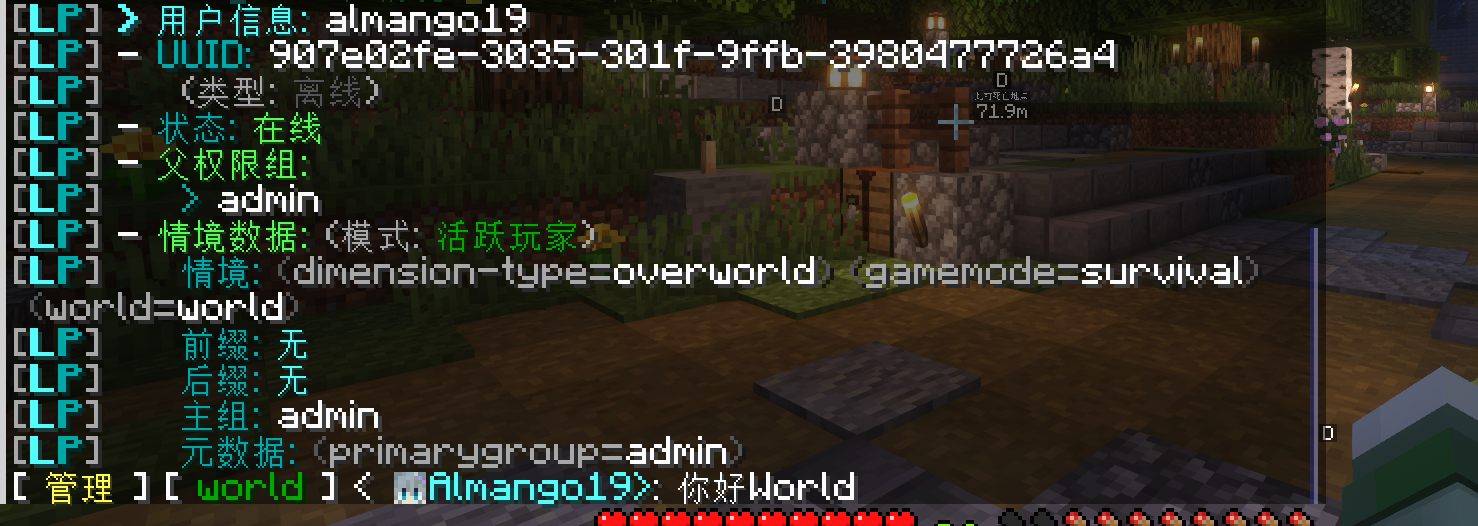 [LP] > 用户信息: almango19
[LP] - UUID: 907e02fe-3035-301f-9ffb-3980477726a4
[LP] (类型: 离线)
[LP] - 状态: 在线
[LP] - 父权限组:
[LP] > admin
[LP] - 情境数据: (模式: 活跃玩家)
[LP] 情境: (dimension-type=overworld) (gamemode=survival)
(world=world)
[LP] 前缀: 无
[LP] 后缀: 无
[LP] 主组: admin
[LP] 元数据: (primarygroup=admin)
[ 管理 ] [ world ] < Almango19>: 你好World
D
D
71.9m
D